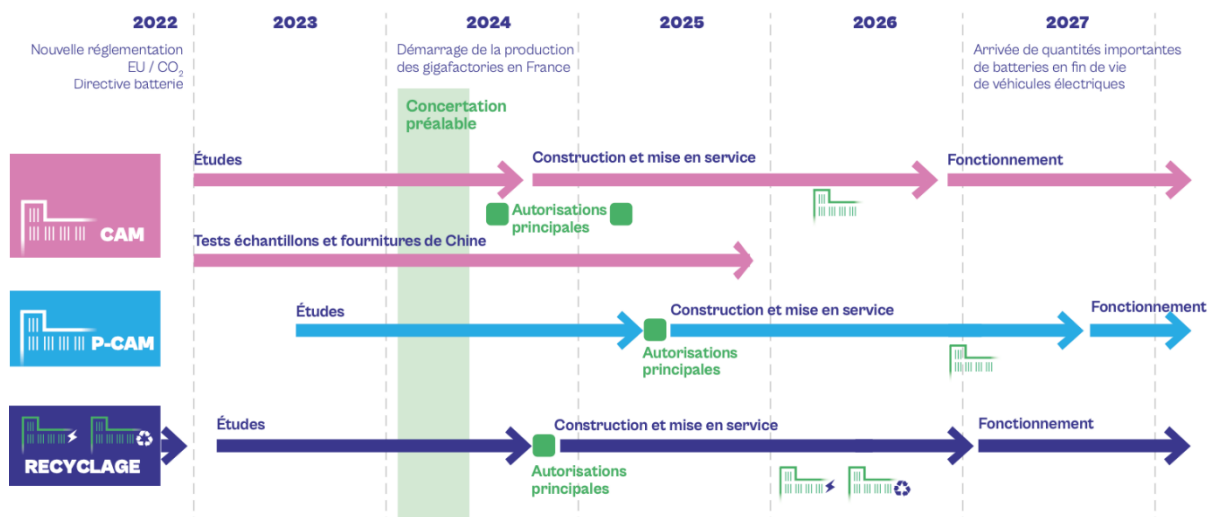 2022
2023
2024
2025
2026
2027
Nouvelle réglementation
EU / CO₂
Directive batterie
Démarrage de la production
des gigafactories en France
Arrivée de quantités importantes
de batteries en fin de vie
de véhicules électriques
Concertation
préalable
CAM
Études
Construction et mise en service
Fonctionnement
Autorisations
principales
Tests échantillons et fournitures de Chine
P-CAM
Études
Construction et mise en service
Fonctionnement
Autorisations
principales
RECYCLAGE
Études
Construction et mise en service
Fonctionnement
Autorisations
principales